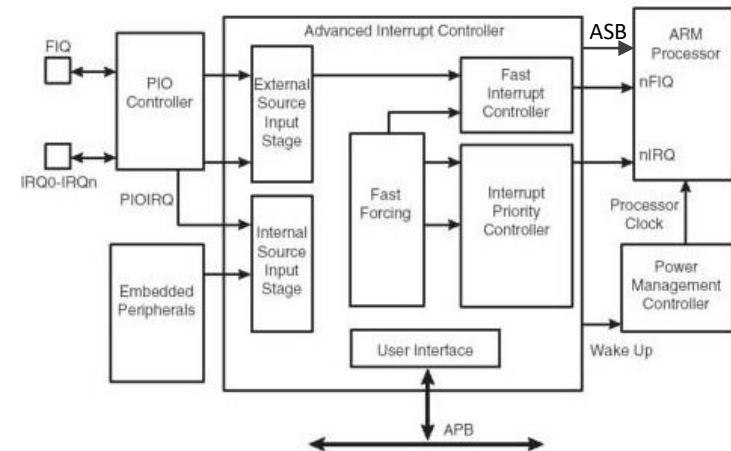 Advanced Interrupt Controller
ASB
ARM
Processor
FIQ
PIO
Controller
External
Source
Input
Stage
Fast
Interrupt
Controller
nFIQ
IRQ0-IRQn
PIOIRQ
Fast
Forcing
Interrupt
Priority
Controller
nIRQ
Internal
Source
Input
Stage
Processor
Clock
Embedded
Peripherals
Power
Management
Controller
User Interface
Wake Up
APB